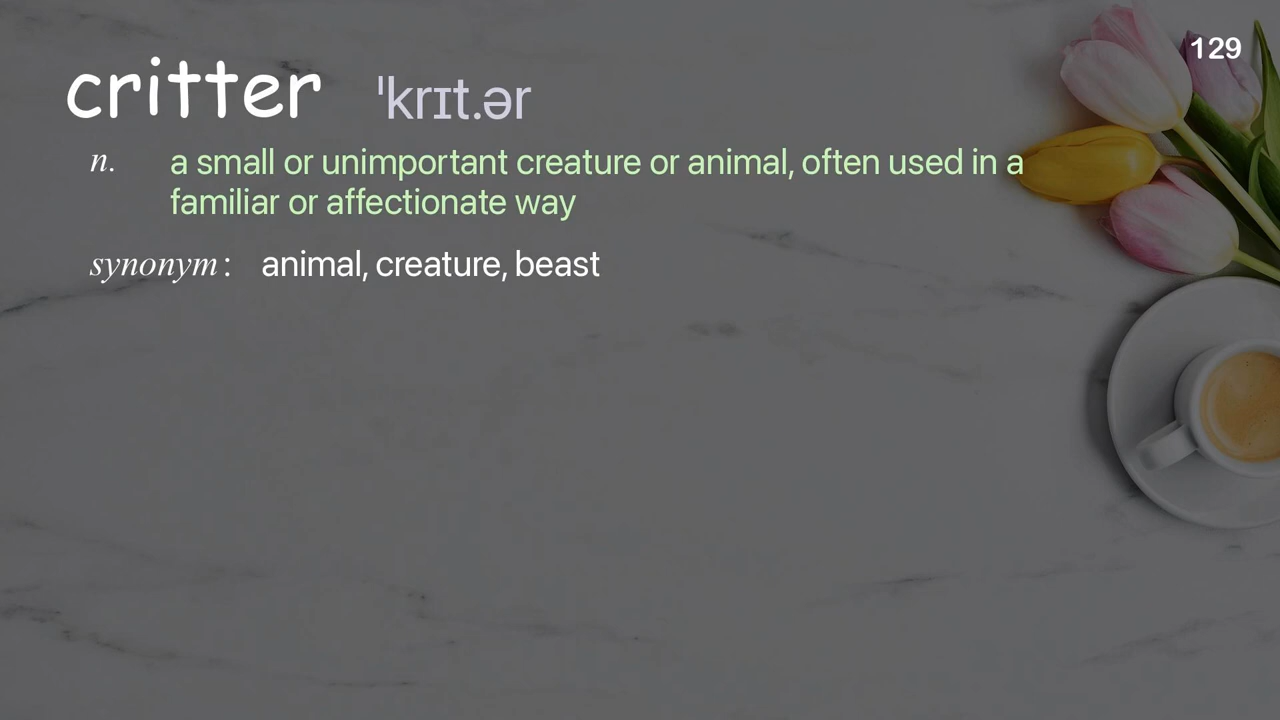 129
critter ˈkrɪt.ər
n. a small or unimportant creature or animal, often used in a
familiar or affectionate way
synonym: animal, creature, beast